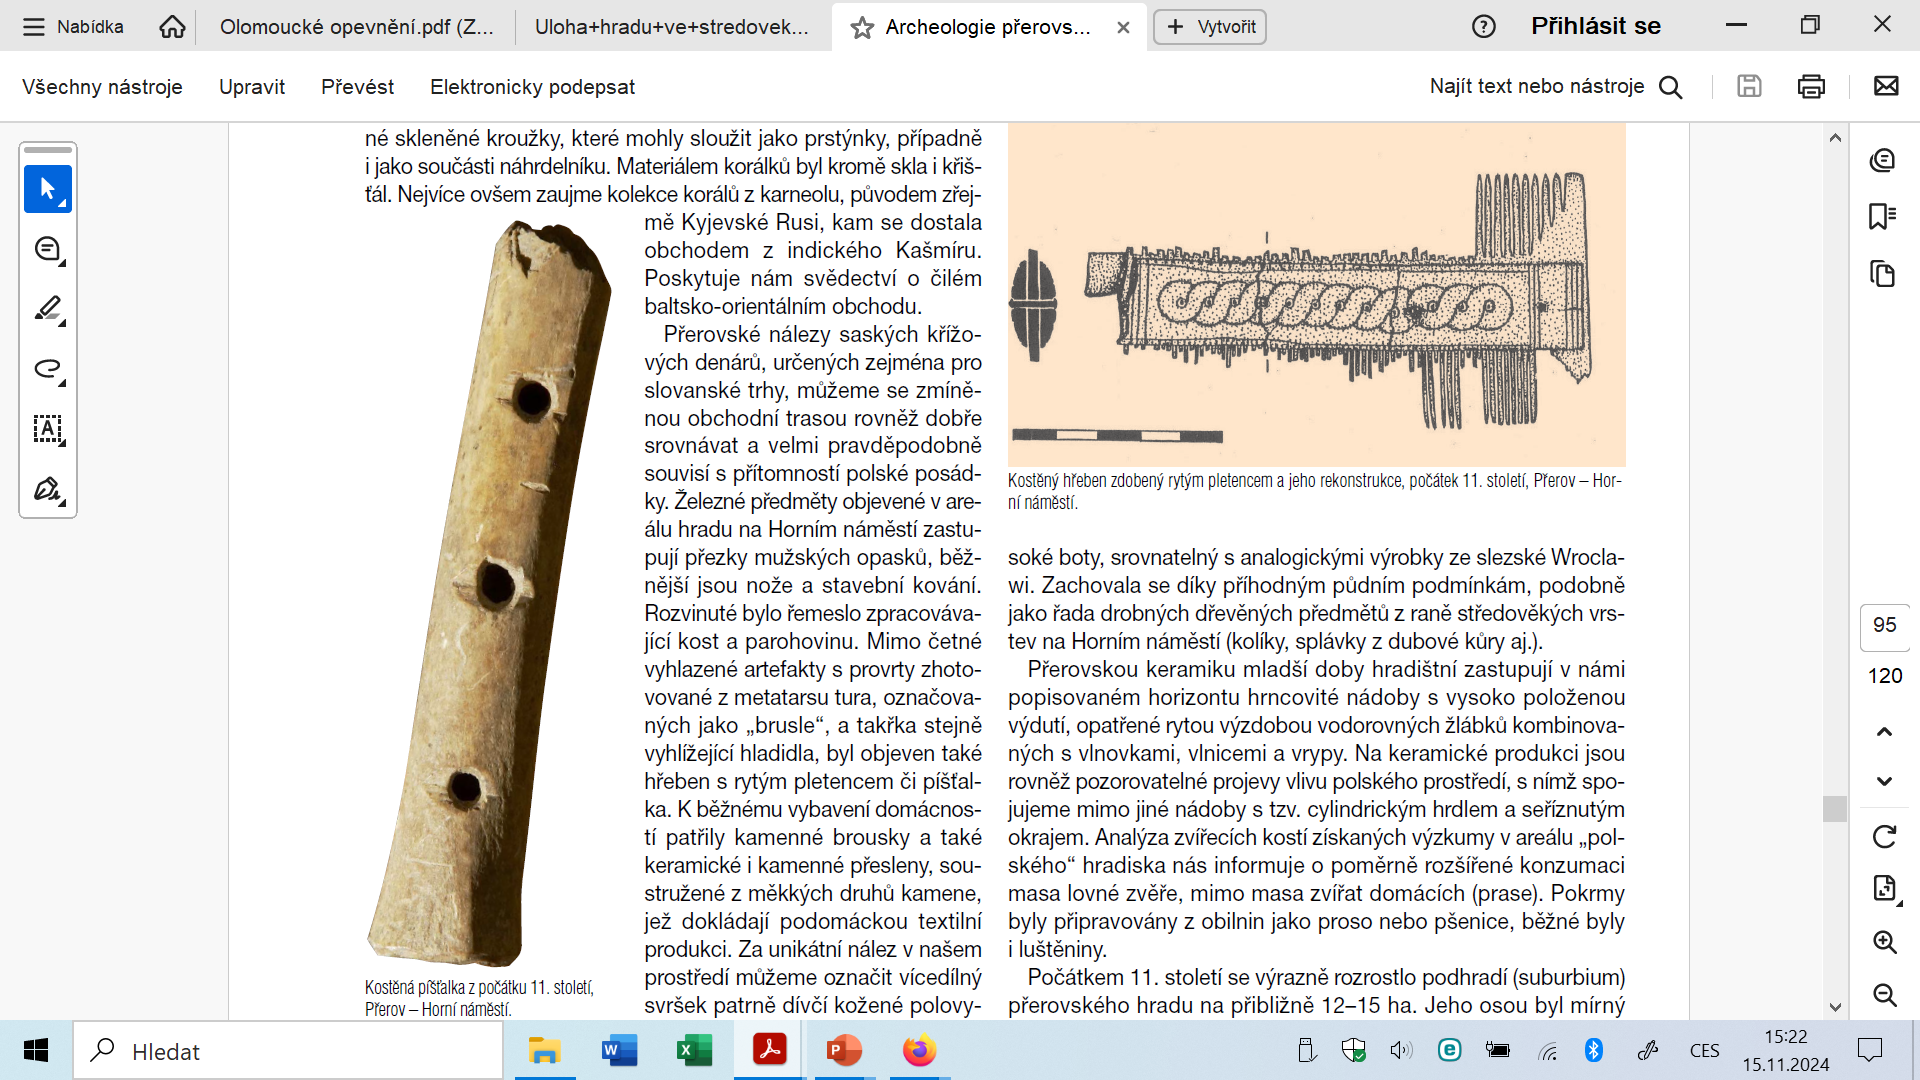 Nabídka
Olomoucké opevnění.pdf (Z...
Uloha+hradu+ve+stredovek...
Archeologie přerovs...
Vytvořit
Přihlásit se
Všechny nástroje
Upravit
Převést
Elektronicky podepsat
Najít text nebo nástroje
né skleněné kroužky, které mohly sloužit jako prstýnky, případně
i jako součásti náhrdelníku. Materiálem korálků byl kromě skla i křiš-
ťál. Nejvíce ovšem zaujme kolekce korálů z karneolu, původem zřej-
mě Kyjevské Rusi, kam se dostala
obchodem z indického Kašmíru.
Poskytuje nám svědectví o čilém
baltsko-orientálním obchodu.
Přerovské nálezy saských křížo-
vých denárů, určených zejména pro
slovanské trhy, můžeme se zmíně-
nou obchodní trasou rovněž dobře
srovnávat a velmi pravděpodobně
souvisí s přítomností polské posád-
ky. Železné předměty objevené v are-
álu hradu na Horním náměstí zastu-
pují přezky mužských opasků, běž-
nější jsou nože a stavební kování.
Rozvinuté bylo řemeslo zpracováva-
jící kost a parohovinu. Mimo četné
vyhlazené artefakty s provrty zhoto-
vované z metatarsu tura, označova-
ných jako „brusle“, a takřka stejně
vyhlížející hladidla, byl objeven také
hřeben s rytým pletencem či píšťal-
ka. K běžnému vybavení domácnos-
tí patřily kamenné brousky a také
keramické i kamenné přesleny, sou-
stružené z měkkých druhů kamene,
jež dokládají podomáckou textilní
produkci. Za unikátní nález v našem
prostředí můžeme označit vícedílný
svršek patrně dívčí kožené polovy-
Kostěná píšťalka z počátku 11. století,
Přerov – Horní náměstí.
Kostěný hřeben zdobený rytým pletencem a jeho rekonstrukce, počátek 11. století, Přerov – Hor-
ní náměstí.
soké boty, srovnatelný s analogickými výrobky ze slezské Wrocla-
wi. Zachovala se díky příhodným půdním podmínkám, podobně
jako řada drobných dřevěných předmětů z raně středověkých vrs-
tev na Horním náměstí (kolíky, splávky z dubové kůry aj.).
Přerovskou keramiku mladší doby hradištní zastupují v námi
popisovaném horizontu hrncovité nádoby s vysoko položenou
výdutí, opatřené rytou výzdobou vodorovných žlábků kombinova-
ných s vlnovkami, vlnicemi a vrypy. Na keramické produkci jsou
rovněž pozorovatelné projevy vlivu polského prostředí, s nímž spo-
jujeme mimo jiné nádoby s tzv. cylindrickým hrdlem a seříznutým
okrajem. Analýza zvířecích kostí získaných výzkumy v areálu „pol-
ského“ hradiska nás informuje o poměrně rozšířené konzumaci
masa lovné zvěře, mimo masa zvířat domácích (prase). Pokrmy
byly připravovány z obilnin jako proso nebo pšenice, běžné byly
i luštěniny.
Počátkem 11. století se výrazně rozrostlo podhradí (suburbium)
přerovského hradu na přibližně 12–15 ha. Jeho osou byl mírný
95
120
Hledat
CES
15:22
15.11.2024